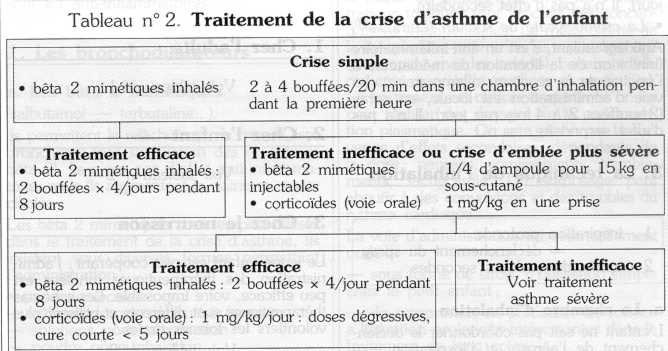 Tableau n° 2. Traitement de la crise d'asthme de l'enfant
Crise simple
• bêta 2 mimétiques inhalés 2 à 4 bouffées/20 min dans une chambre d'inhalation pen-
dant la première heure
Traitement efficace
• bêta 2 mimétiques inhalés :
2 bouffées × 4/jours pendant
8 jours
Traitement inefficace ou crise d'emblée plus sévère
• bêta 2 mimétiques 1/4 d'ampoule pour 15 kg en
injectables sous-cutané
• corticoïdes (voie orale) 1 mg/kg en une prise
Traitement efficace
• bêta 2 mimétiques inhalés : 2 bouffées × 4/jour pendant
8 jours
• corticoïdes (voie orale) : 1 mg/kg/jour : doses dégressives,
cure courte < 5 jours
Traitement inefficace
Voir traitement
asthme sévère